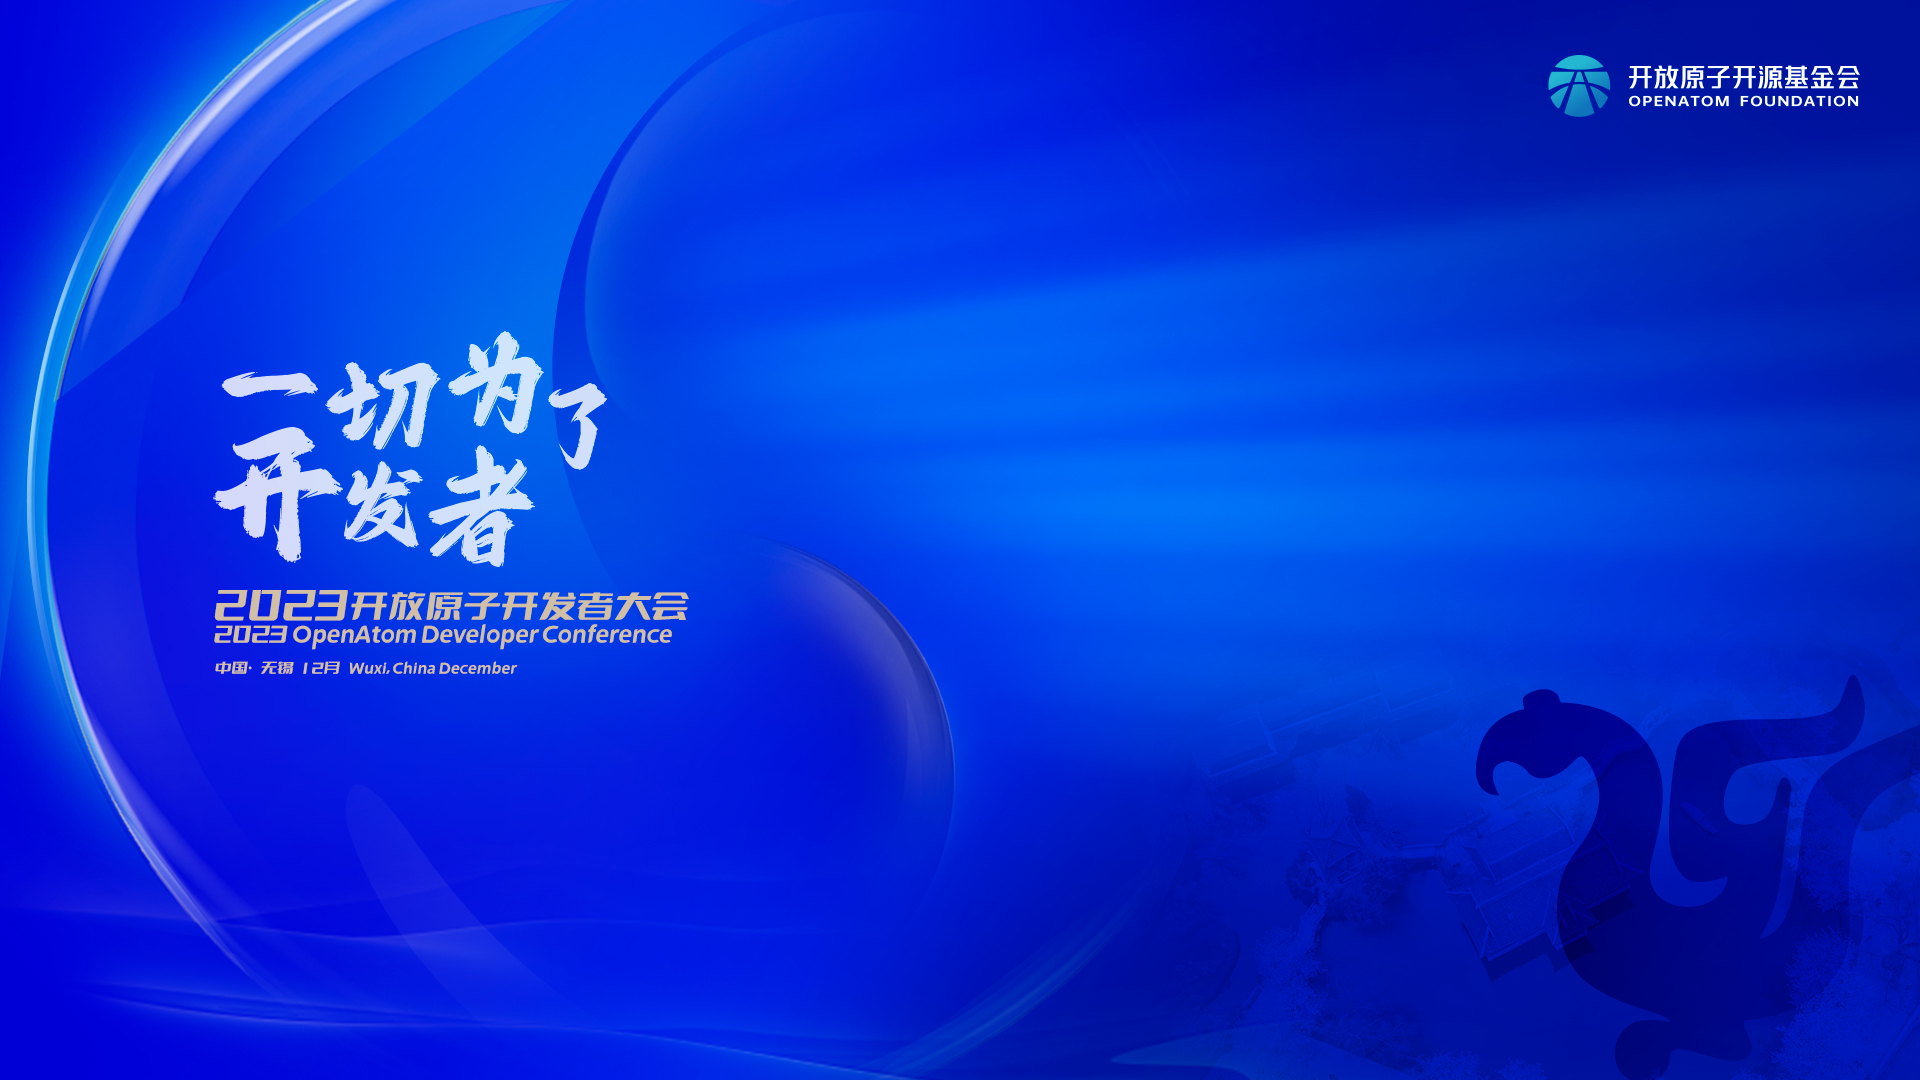 开放原子开源基金会
OPENATOM FOUNDATION
一切为了
开发者
2023开放原子开发者大会
2023 OpenAtom Developer Conference
中国· 无锡 12月 Wuxi, China December